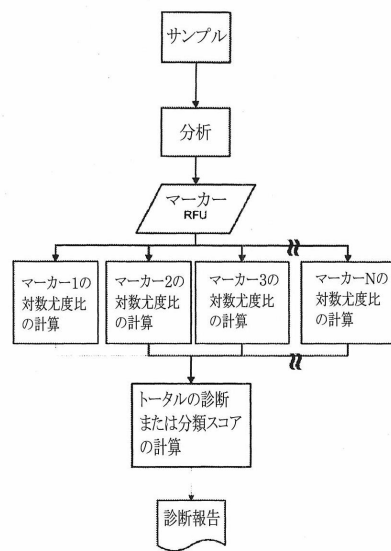 サンプル
分析
マーカー
RFU
マーカー1の
対数尤度比
の計算
マーカー2の
対数尤度比
の計算
マーカー3の
対数尤度比
の計算
マーカーNの
対数尤度比
の計算
トータルの診断
または分類スコア
の計算
診断報告